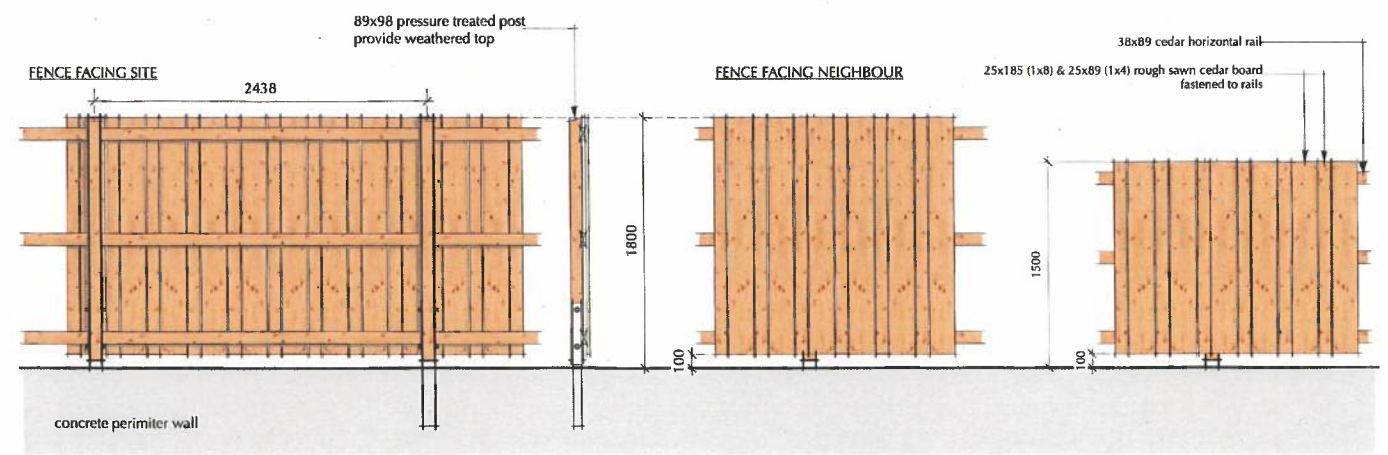 89x98 pressure treated post
provide weathered top
38x89 cedar horizontal rail
FENCE FACING SITE
FENCE FACING NEIGHBOUR
25x185 (1x8) & 25x89 (1x4) rough sawn cedar board
fastened to rails
2438
1800
1500
100
100
concrete perimiter wall